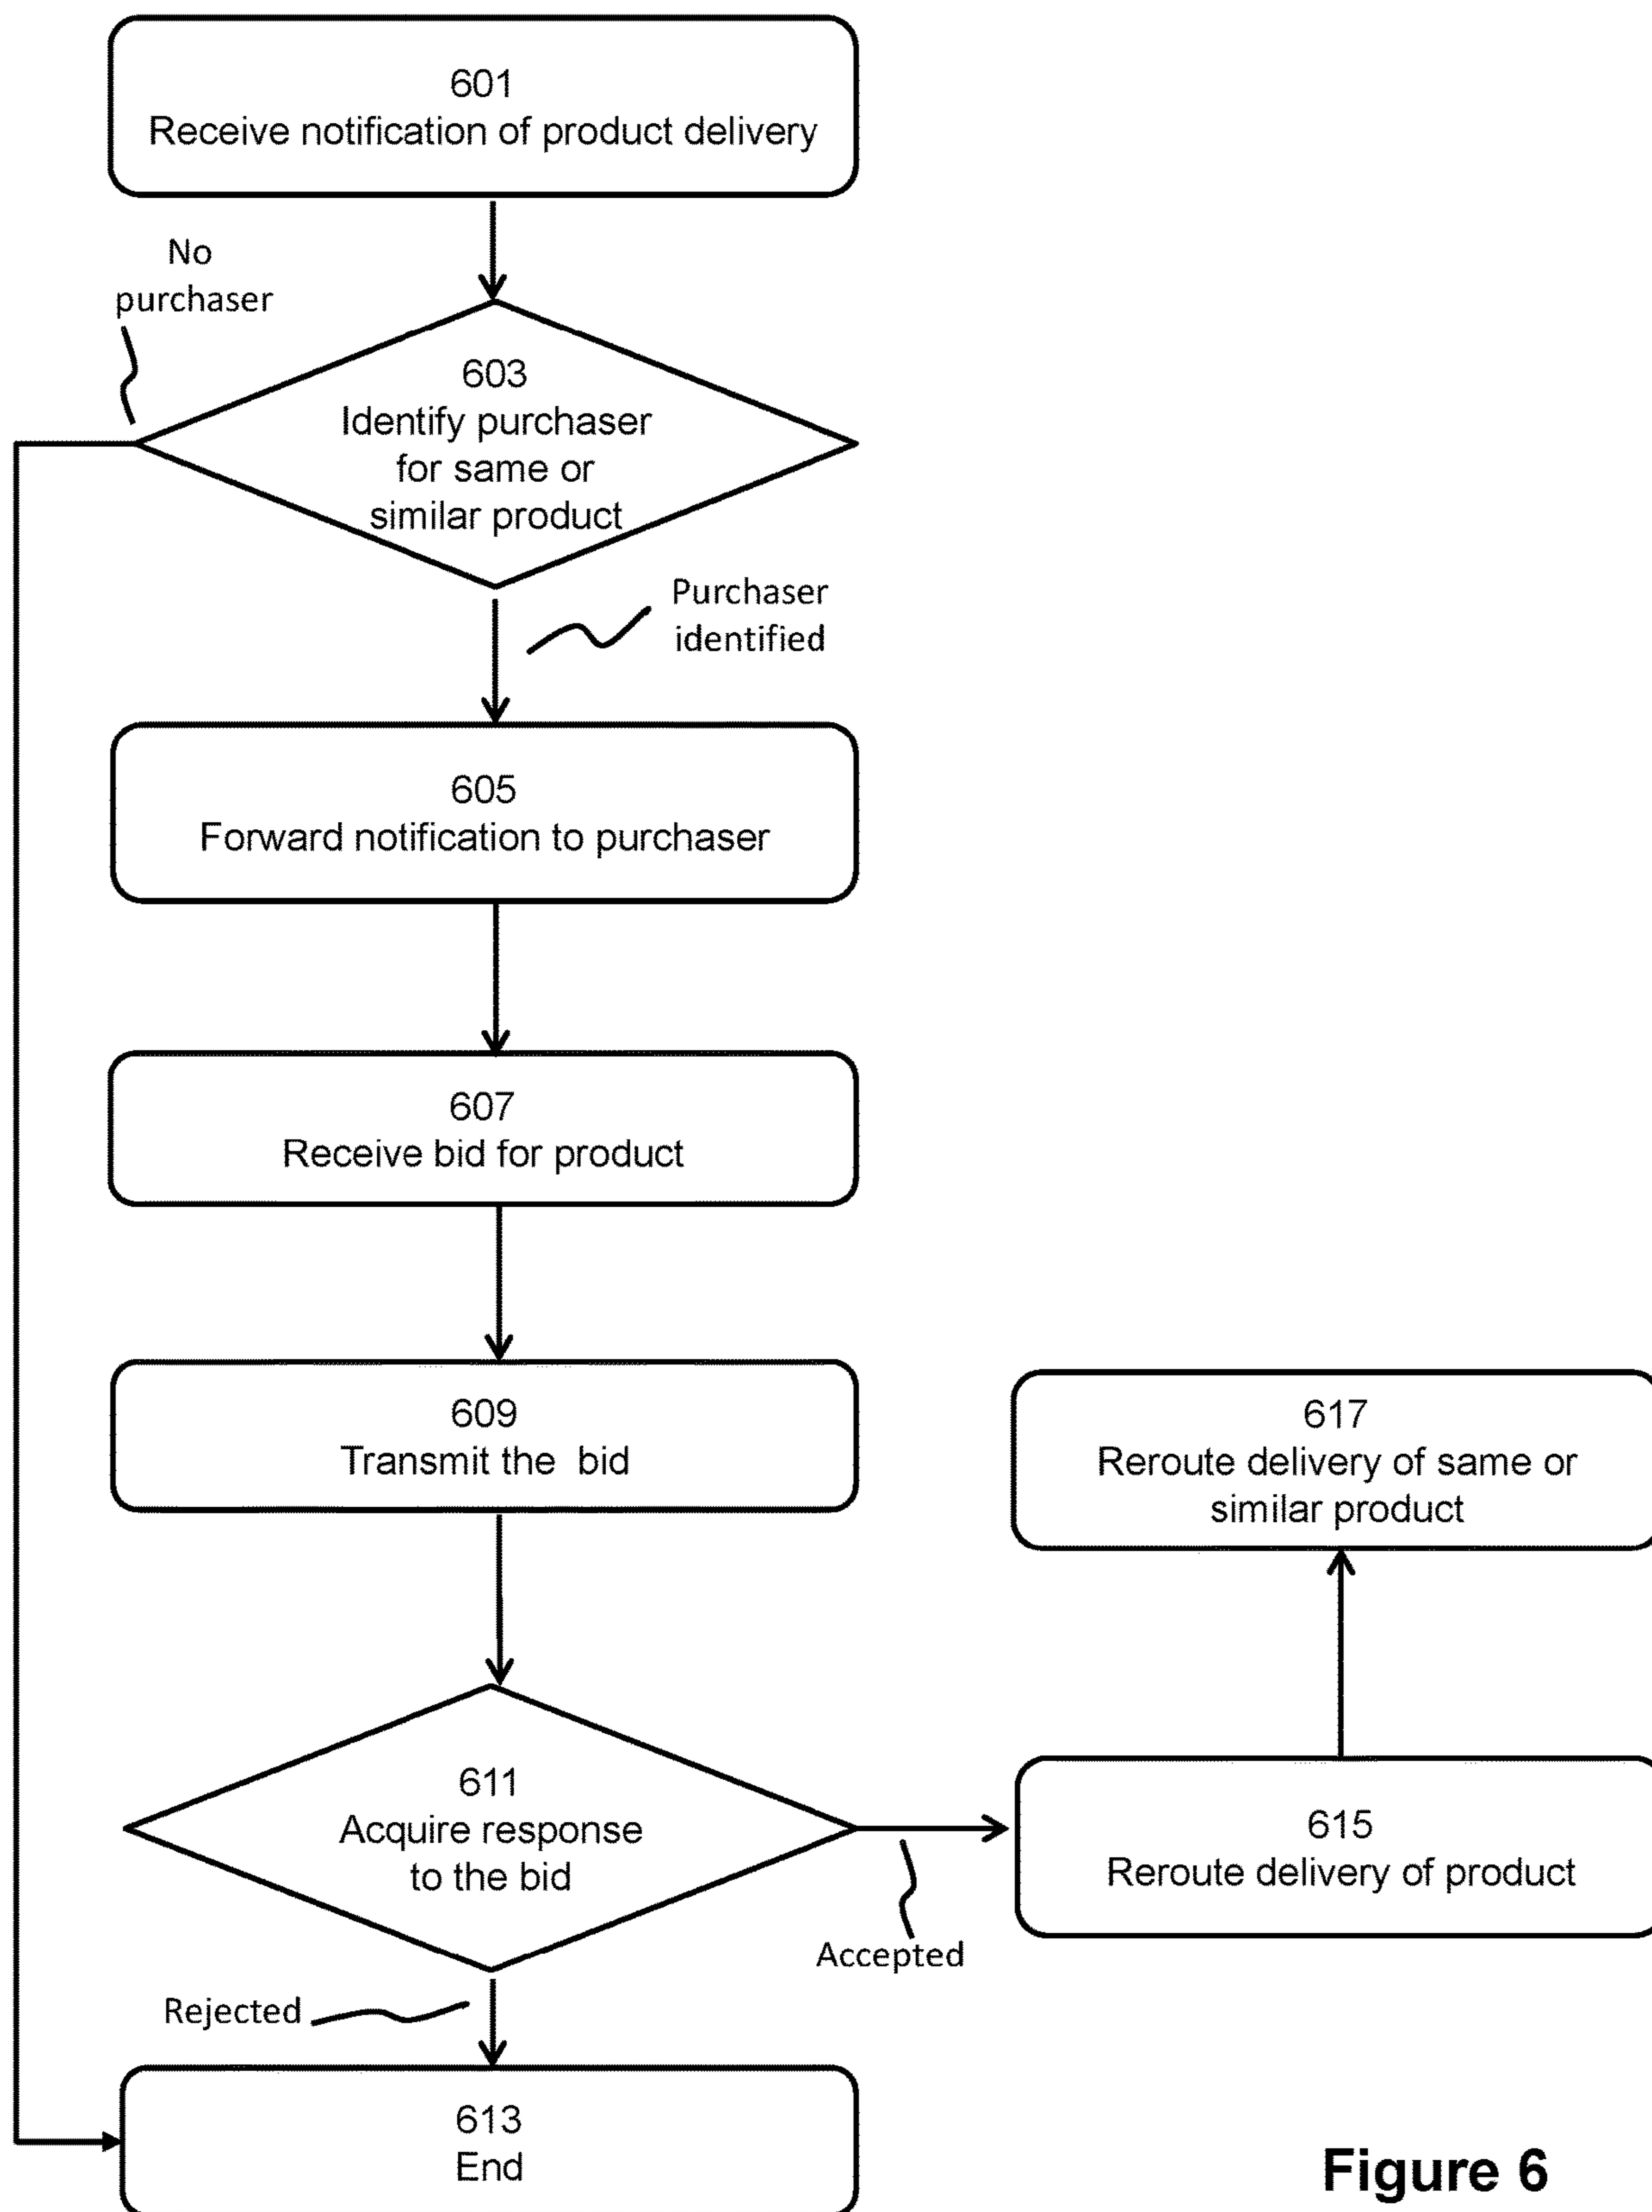 601
Receive notification of product delivery
No
purchaser
603
Identify purchaser
for same or
similar product
Purchaser
identified
605
Forward notification to purchaser
607
Receive bid for product
609
Transmit the  bid
617
Reroute delivery of same or
similar product
611
Acquire response
to the bid
615
Reroute delivery of product
Accepted
Rejected
613
End
Figure 6